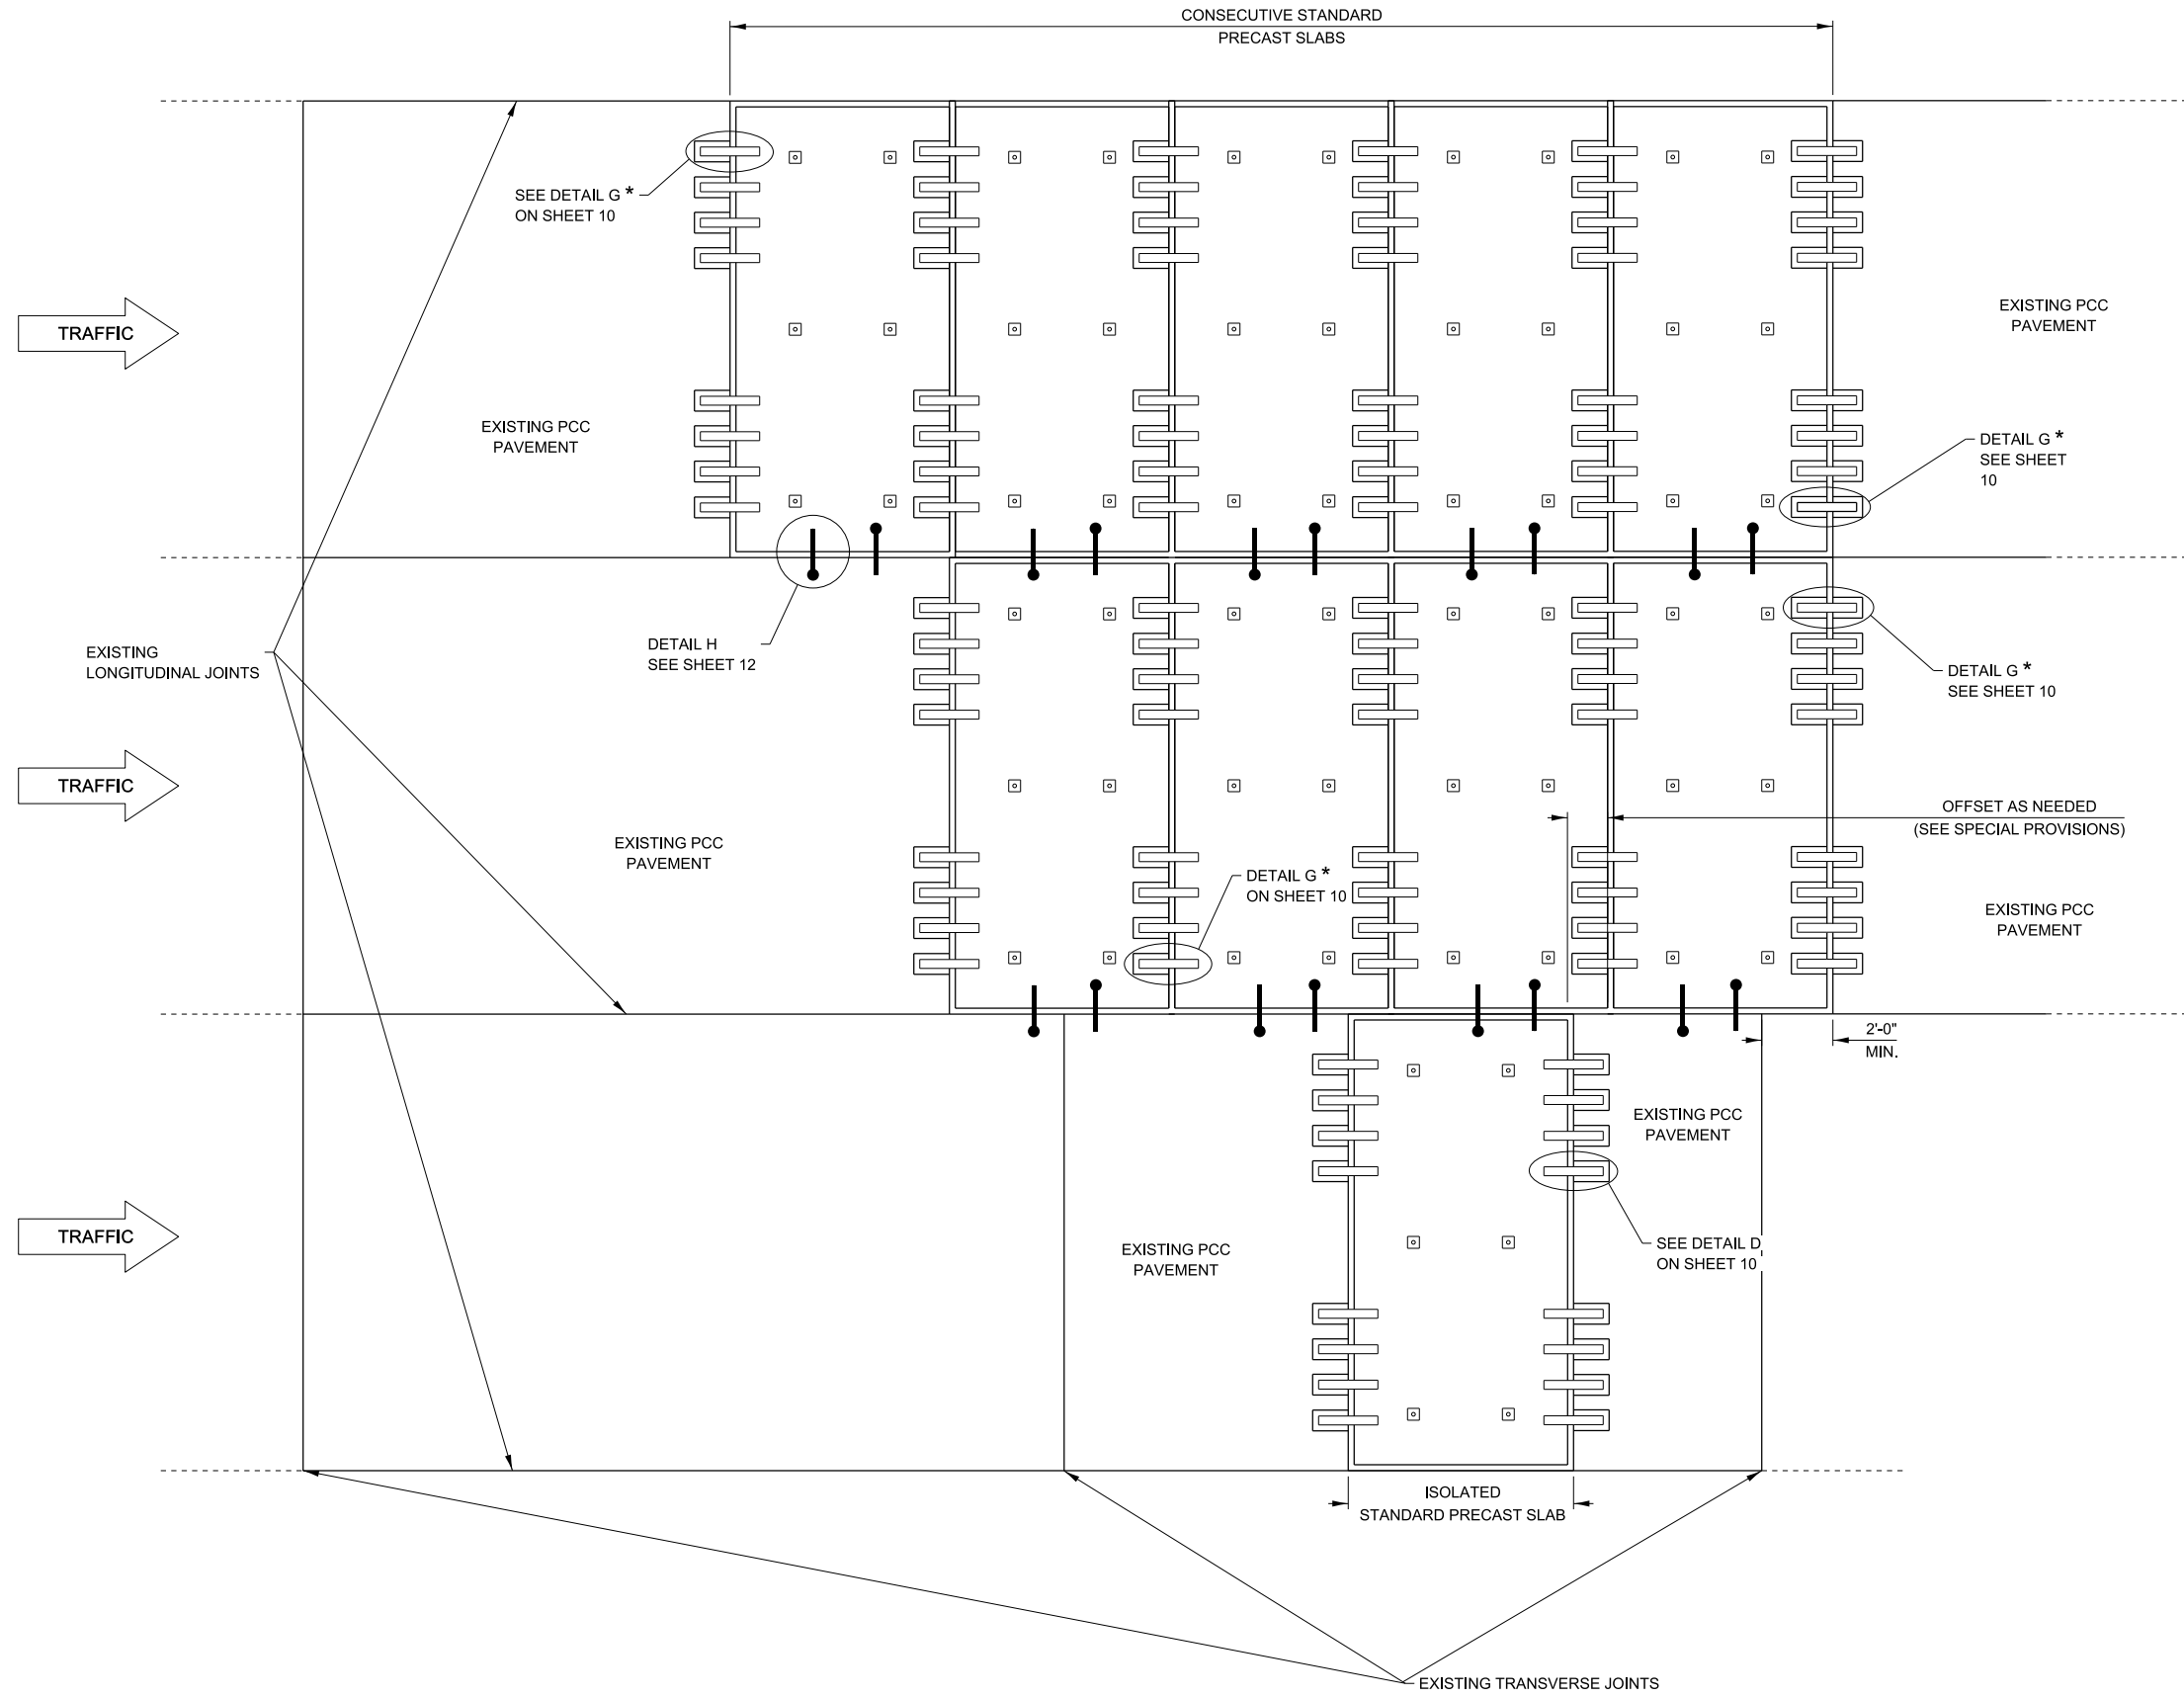 CONSECUTIVE STANDARD
PRECAST SLABS
SEE DETAIL G *
ON SHEET 10
TRAFFIC
EXISTING PCC
PAVEMENT
EXISTING PCC
PAVEMENT
DETAIL G *
SEE SHEET
10
EXISTING
LONGITUDINAL JOINTS
DETAIL H
SEE SHEET 12
DETAIL G *
SEE SHEET 10
TRAFFIC
EXISTING PCC
PAVEMENT
OFFSET AS NEEDED
(SEE SPECIAL PROVISIONS)
DETAIL G *
ON SHEET 10
EXISTING PCC
PAVEMENT
2'-0"
MIN.
EXISTING PCC
PAVEMENT
TRAFFIC
EXISTING PCC
PAVEMENT
SEE DETAIL D
ON SHEET 10
ISOLATED
STANDARD PRECAST SLAB
EXISTING TRANSVERSE JOINTS